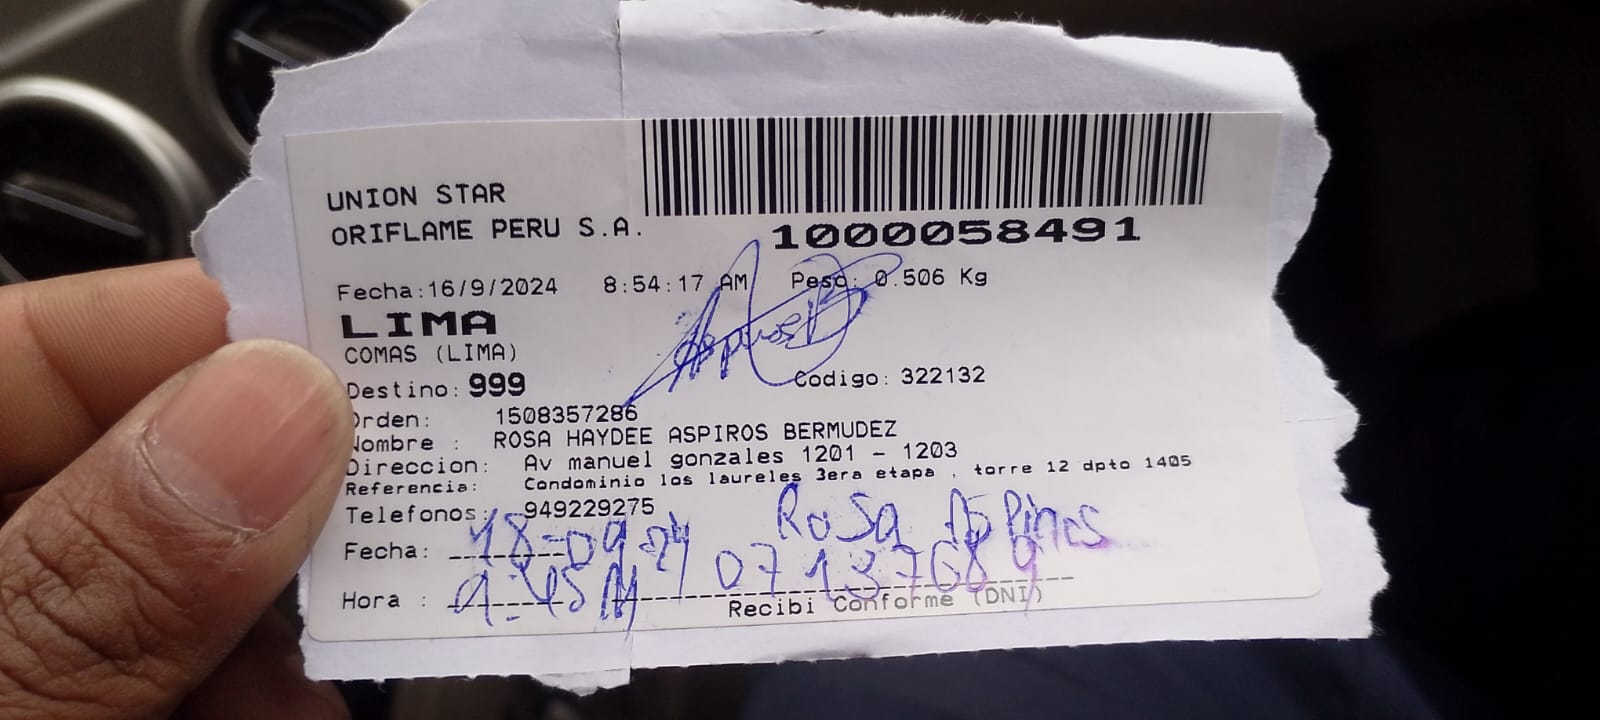 UNION STAR
ORIFLAME PERU S.A.
1000058491
Fecha:16/9/2024 8:54:17 AM Peso: 0.506 Kg
LIMA
COMAS (LIMA)
Destino: 999 Codigo: 322132
Orden: 1508357286
Nombre : ROSA HAYDEE ASPIROS BERMUDEZ
Direccion: Av manuel gonzales 1201 - 1203
Referencia: Condominio los laureles 3era etapa , torre 12 dpto 1405
Telefonos: 949229275
Rosa
Fecha: 18-09-24
Hora : 07137689
Recibi Conforme (DNI)